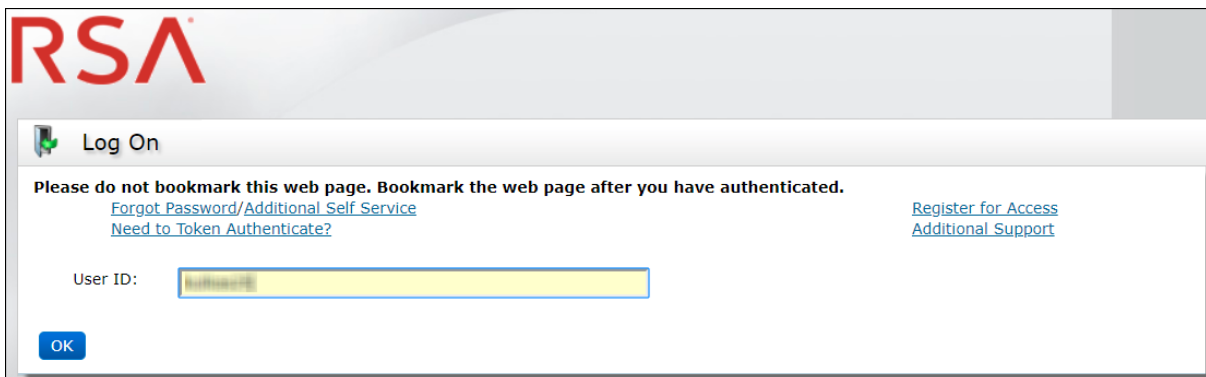 RSA
Log On
Please do not bookmark this web page. Bookmark the web page after you have authenticated.
Forgot Password/Additional Self Service
Register for Access
Need to Token Authenticate?
Additional Support
User ID:
OK